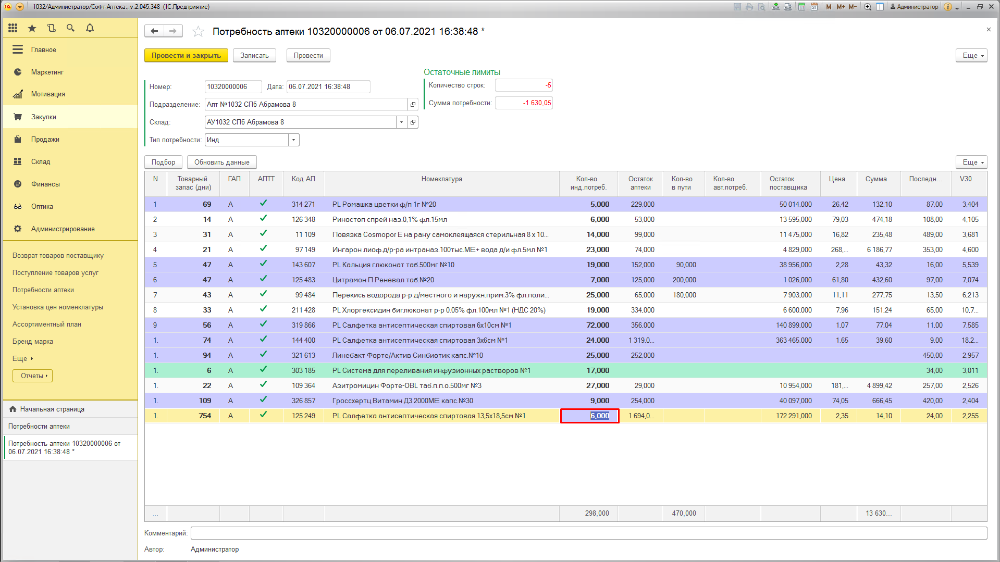 1032/Администратор/Софт-Аптека:, v.2.045.348 (1С:Предприятие)
M M+ M- Администратор
Главное
Маркетинг
Мотивация
Закупки
Продажи
Склад
Финансы
Оптика
Администрирование
Возврат товаров поставщику
Поступление товаров услуг
Потребности аптеки
Установка цен номенклатуры
Ассортиментный план
Бренд марка
Еще
Отчеты
Начальная страница
Потребности аптеки
Потребность аптеки 10320000006 от
06.07.2021 16:38:48 *
Потребность аптеки 10320000006 от 06.07.2021 16:38:48 *
Провести и закрыть Записать Провести Еще
Номер: 10320000006 Дата: 06.07.2021 16:38:48
Подразделение: Апт №1032 СПб Абрамова 8
Склад: АУ1032 СПб Абрамова 8
Тип потребности: Инд
Остаточные лимиты
Количество строк: -5
Сумма потребности: -1 630,05
Подбор Обновить данные Еще
N Товарный запас (дни) ГАП АПТТ Код АП Номеклатура Кол-во инд.потреб. Остаток аптеки Кол-во в пути Кол-во авт.потреб. Остаток поставщика Цена Сумма Последн... V30
1 69 А 314 271 PL Ромашка цветки ф/п 1г №20 5,000 229,000 50 014,000 26,42 132,10 87,00 3,404
2 14 А 126 348 Риностоп спрей наз.0,1% фл.15мл 6,000 53,000 13 595,000 79,03 474,18 108,00 4,105
3 31 А 11 109 Повязка Cosmopor E на рану самоклеящаяся стерильная 8 х 10... 14,000 99,000 11 475,000 16,82 235,48 489,00 3,681
4 21 А 97 149 Ингарон лиоф.д/р-ра интраназ.100тыс.МЕ+ вода д/и фл.5мл №1 23,000 74,000 4 829,000 268,... 6 186,77 353,00 4,600
5 47 А 143 607 PL Кальция глюконат таб.500мг №10 19,000 152,000 90,000 38 956,000 2,28 43,32 16,00 5,539
6 47 А 125 483 Цитрамон П Реневал таб.№20 7,000 125,000 200,000 1 026,000 61,80 432,60 97,00 7,074
7 43 А 99 484 Перекись водорода р-р д/местного и наружн.прим.3% фл.поли... 25,000 65,000 180,000 7 903,000 11,11 277,75 13,50 6,213
8 33 А 211 428 PL Хлоргексидин биглюконат р-р 0.05% фл.100мл №1 (НДС 20%) 19,000 334,000 6 600,000 7,96 151,24 65,00 10,7...
9 56 А 319 866 PL Салфетка антисептическая спиртовая 6х10см №1 72,000 356,000 140 899,000 1,07 77,04 11,00 7,585
1. 74 А 144 400 PL Салфетка антисептическая спиртовая 3х6см №1 24,000 1 319,0... 363 465,000 1,65 39,60 9,00 18,2...
1. 94 А 321 613 Линебакт Форте/Актив Синбиотик капс.№10 25,000 252,000 450,00 2,957
1. 6 А 303 185 PL Система для переливания инфузионных растворов №1 17,000 34,00 3,011
1. 22 А 109 364 Азитромицин Форте-OBL таб.п.п.о.500мг №3 27,000 29,000 10 954,000 181,... 4 899,42 257,00 2,526
1. 109 А 326 857 Гроссхертц Витамин Д3 2000МЕ капс.№30 9,000 254,000 40 097,000 74,05 666,45 420,00 2,404
1. 754 А 125 249 PL Салфетка антисептическая спиртовая 13,5х18,5см №1 6,000 1 694,0... 172 291,000 2,35 14,10 24,00 2,255
... 298,000 470,000 13 630...
Комментарий:
Автор: Администратор